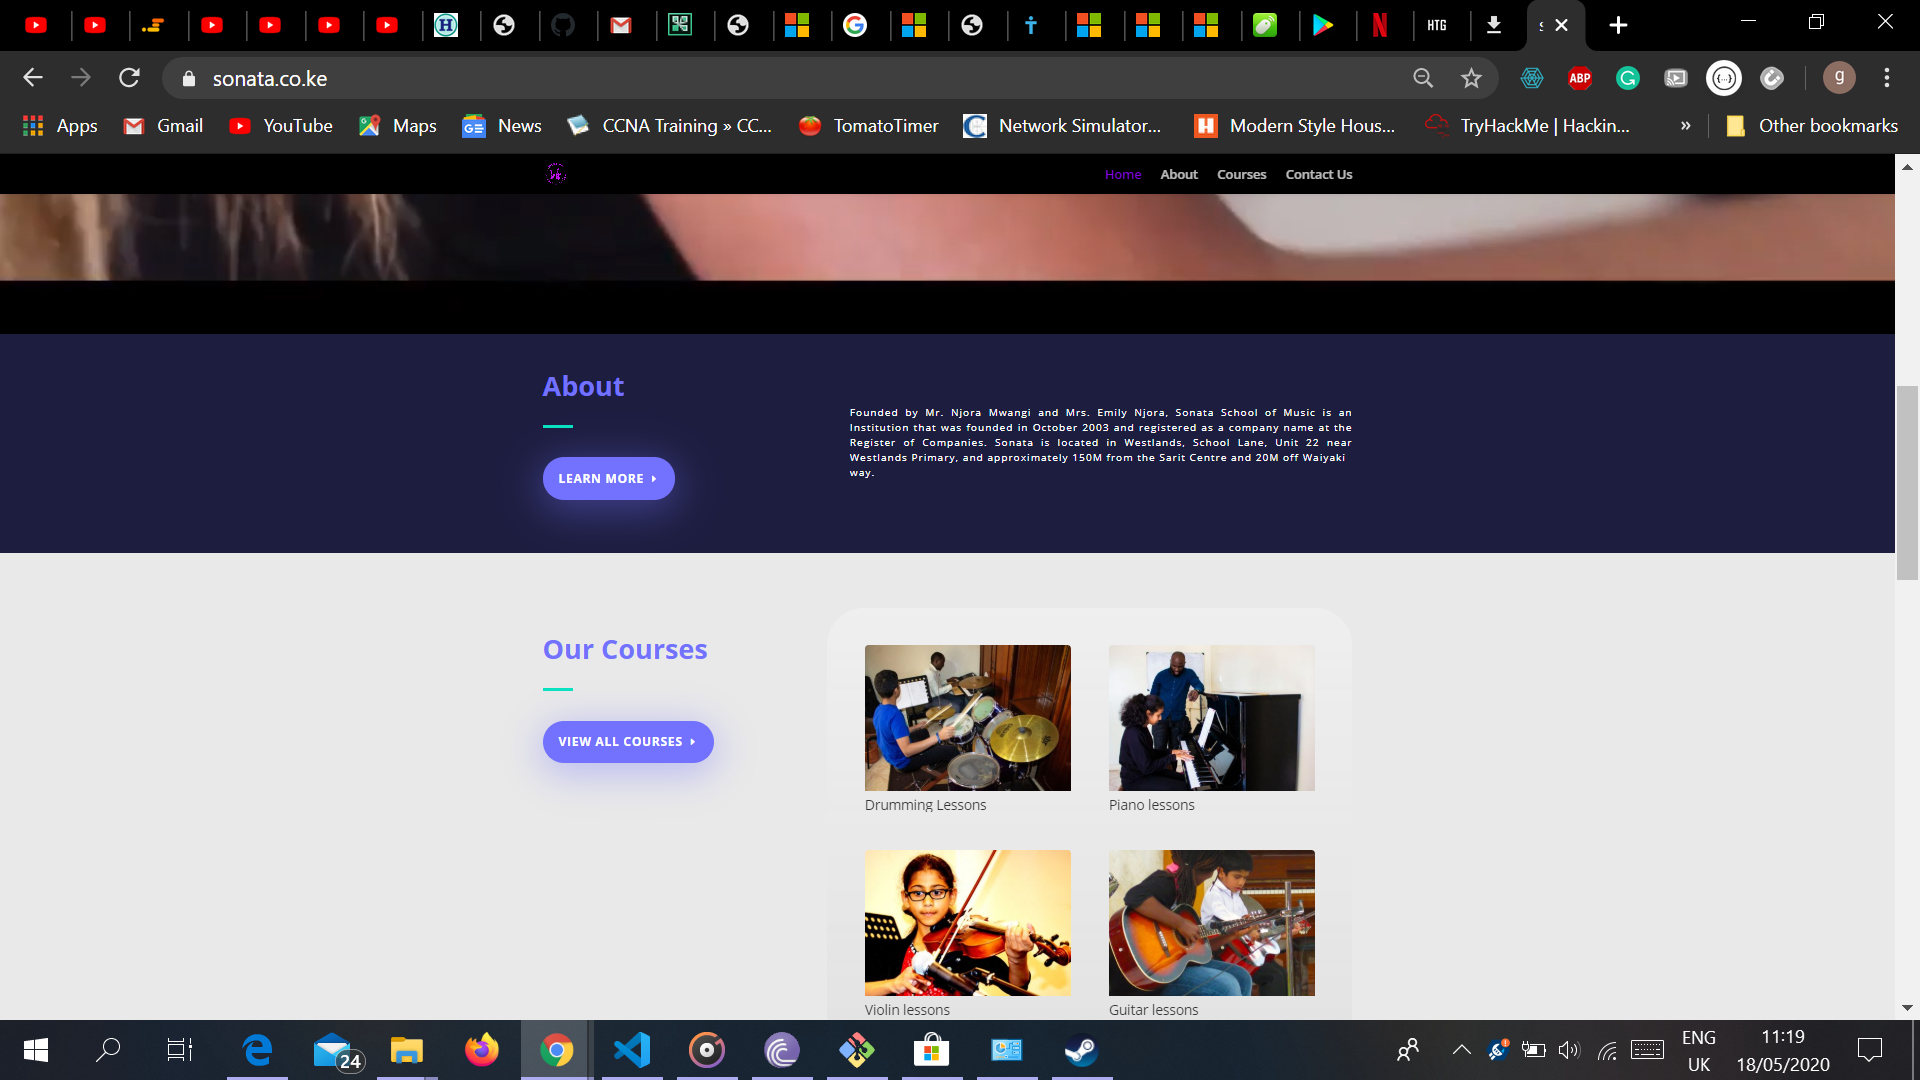 HTG
s
sonata.co.ke
ABP
g
Apps
Gmail
YouTube
Maps
News
CCNA Training » CC...
TomatoTimer
Network Simulator...
Modern Style Hous...
TryHackMe | Hackin...
»
Other bookmarks
Home
About
Courses
Contact Us
About
LEARN MORE
Founded by Mr. Njora Mwangi and Mrs. Emily Njora, Sonata School of Music is an
Institution that was founded in October 2003 and registered as a company name at the
Register of Companies. Sonata is located in Westlands, School Lane, Unit 22 near
Westlands Primary, and approximately 150M from the Sarit Centre and 20M off Waiyaki
way.
Our Courses
VIEW ALL COURSES
Drumming Lessons
Piano lessons
Violin lessons
Guitar lessons
24
ENG
UK
11:19
18/05/2020